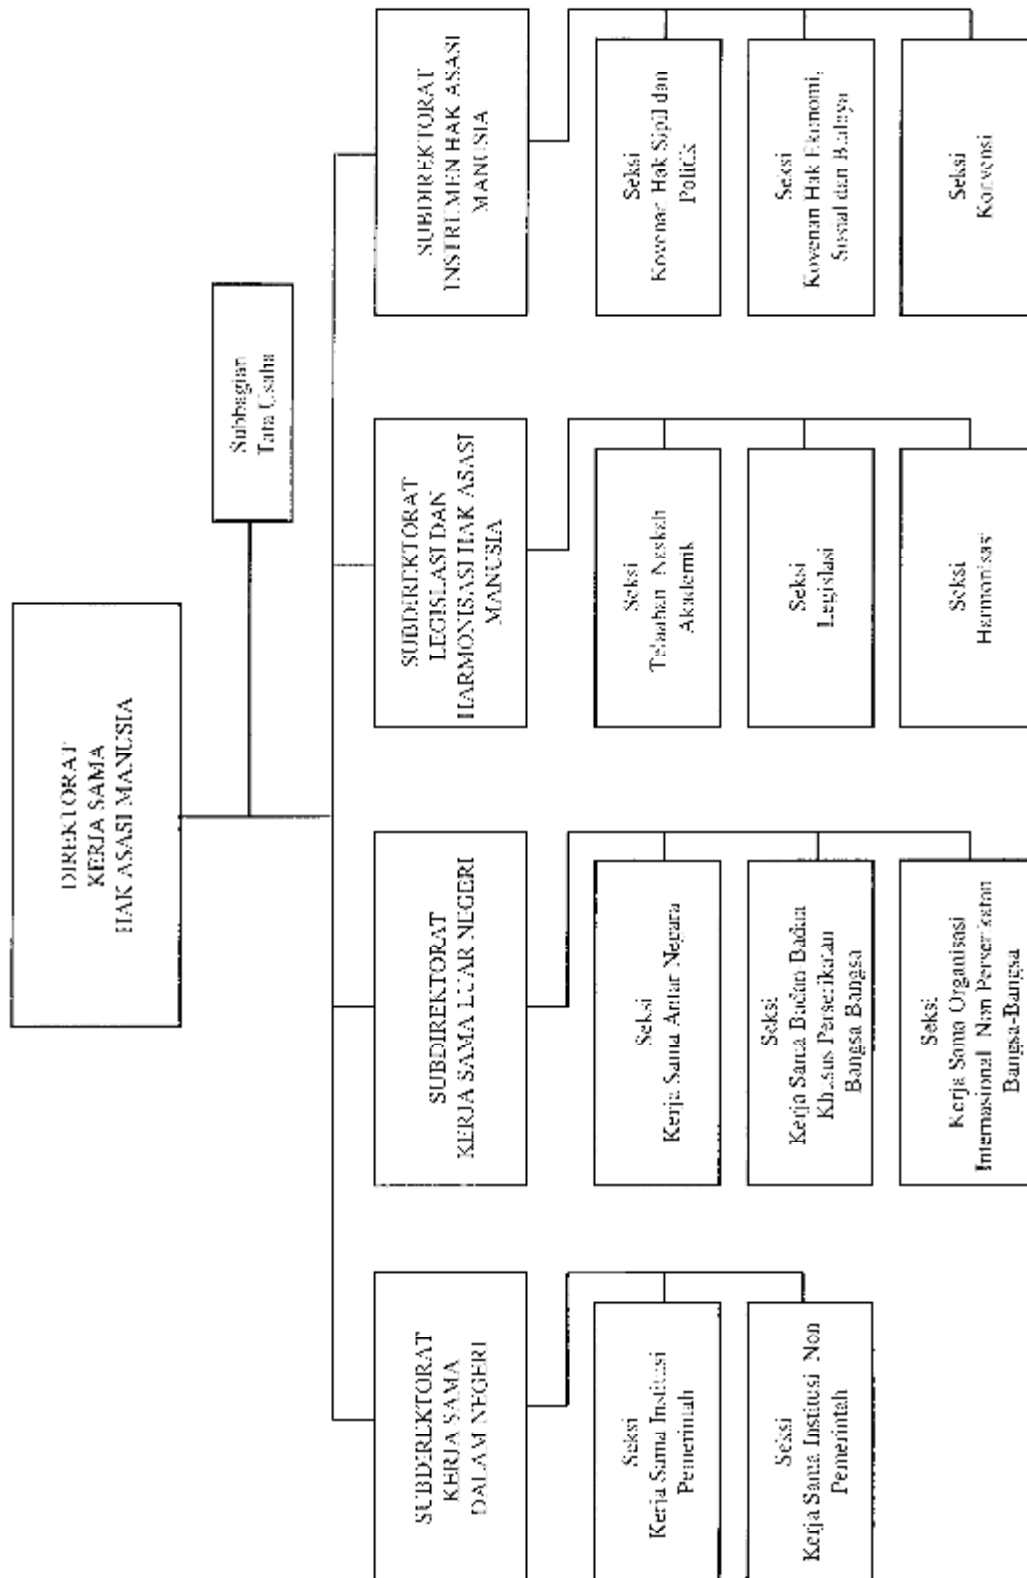 DIREKTORAT
KERJA SAMA
HAK ASASI MANUSIA
Subbagian
Tata Usaha
SUBDIREKTORAT
KERJA SAMA
DALAM NEGERI
SUBDIREKTORAT
KERJA SAMA LUAR NEGERI
SUBDIREKTORAT
LEGISLASI DAN
HARMONISASI HAK ASASI
MANUSIA
SUBDIREKTORAT
INSTRUMEN HAK ASASI
MANUSIA
Seksi
Kerja Sama Institusi
Pemerintah
Seksi
Kerja Sama Institusi Non
Pemerintah
Seksi
Kerja Sama Antar Negara
Seksi
Kerja Sama Badan Badan
Khusus Perserikatan
Bangsa Bangsa
Seksi
Kerja Sama Organisasi
Internasional Non Perserikatan
Bangsa-Bangsa
Seksi
Telaahan Naskah
Akademik
Seksi
Legislasi
Seksi
Harmonisasi
Seksi
Kovenan Hak Sipil dan
Politik
Seksi
Kovenan Hak Ekonomi,
Sosial dan Budaya
Seksi
Konvensi